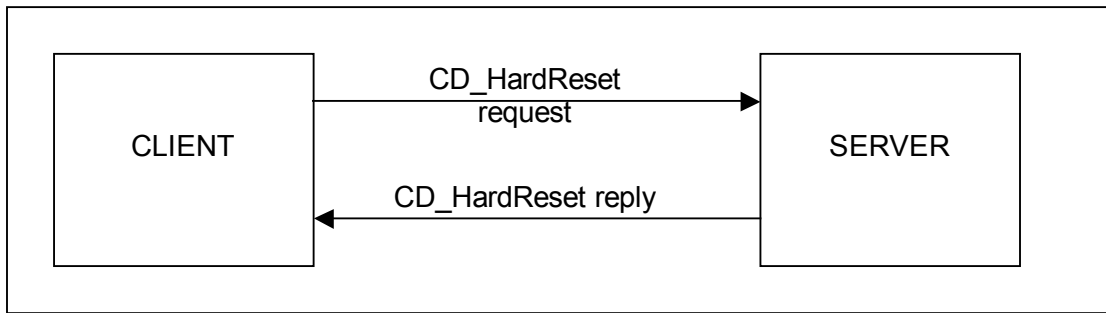 CD_HardReset
request
CLIENT
SERVER
CD_HardReset reply